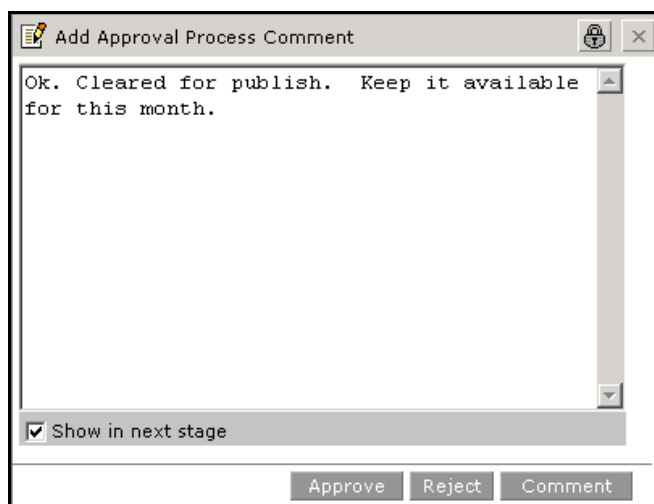 Add Approval Process Comment
Ok. Cleared for publish.  Keep it available
for this month.
Show in next stage
Approve Reject Comment